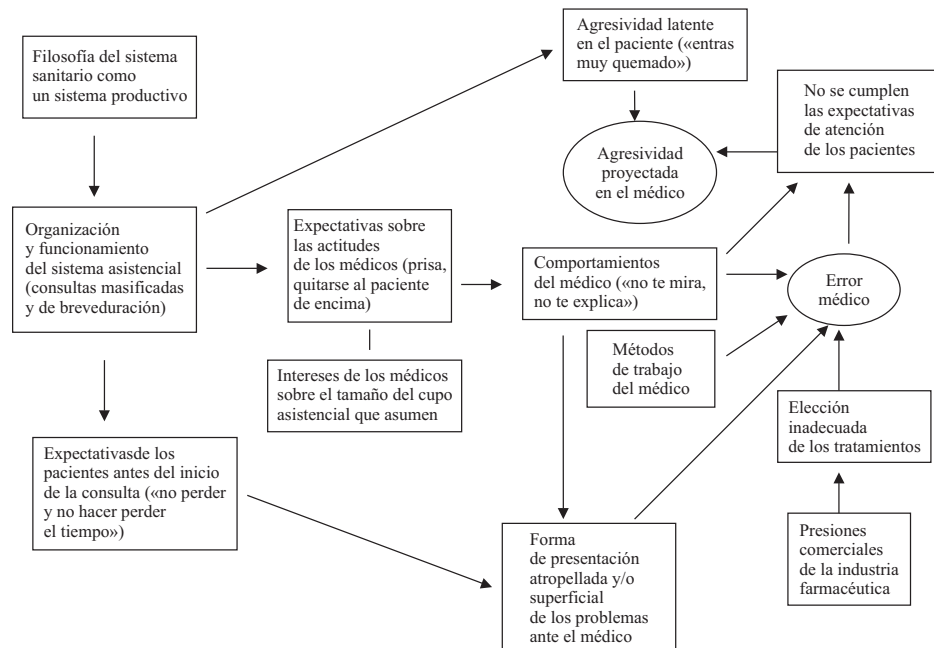 Filosofía del sistema
sanitario como
un sistema productivo
Agresividad latente
en el paciente («entras
muy quemado»)
No se cumplen
las expectativas
de atención
de los pacientes
Agresividad
proyectada
en el médico
Organización
y funcionamiento
del sistema asistencial
(consultas masificadas
y de breveduración)
Expectativas sobre
las actitudes
de los médicos (prisa,
quitarse al paciente
de encima)
Comportamientos
del médico («no te mira,
no te explica»)
Error
médico
Métodos
de trabajo
del médico
Intereses de los médicos
sobre el tamaño del cupo
asistencial que asumen
Elección
inadecuada
de los tratamientos
Expectativasde los
pacientes antes del inicio
de la consulta («no perder
y no hacer perder
el tiempo»)
Forma
de presentación
atropellada y/o
superficial
de los problemas
ante el médico
Presiones
comerciales
de la industria
farmacéutica